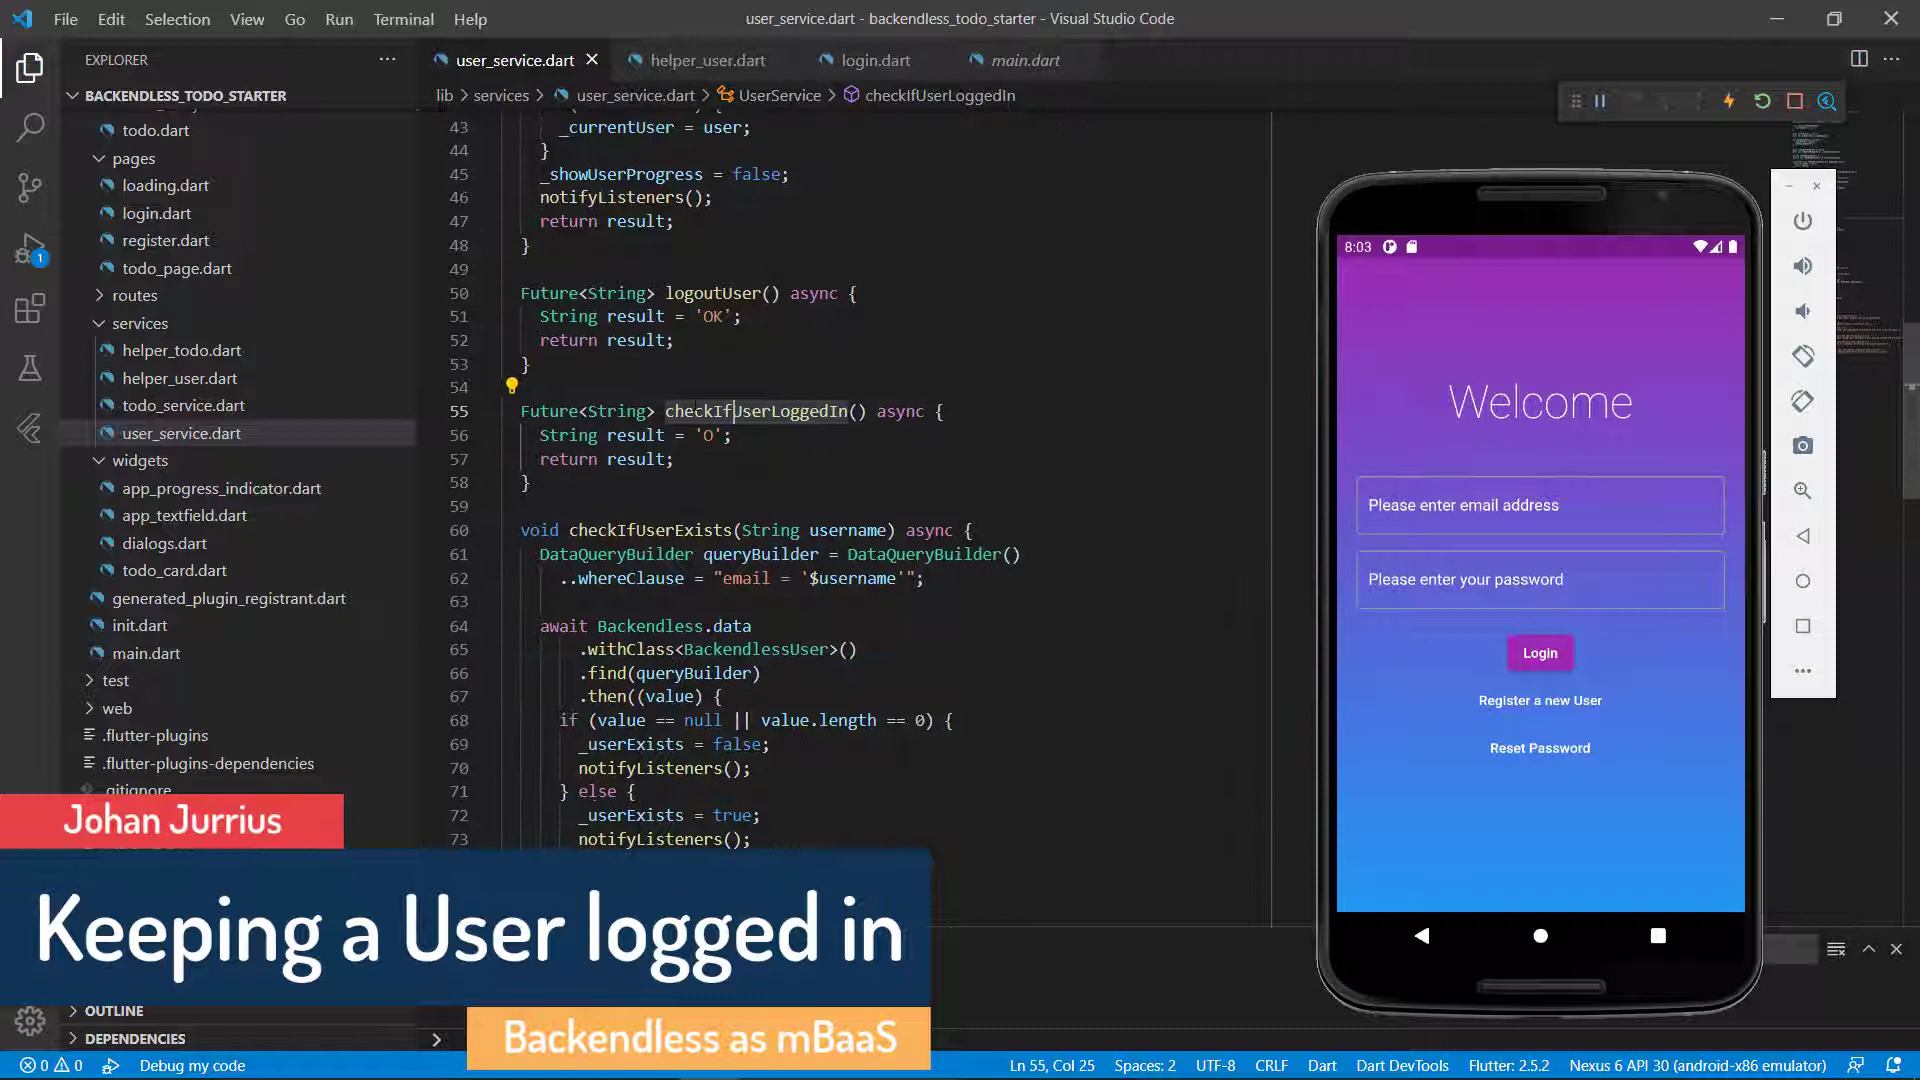 File Edit Selection View Go Run Terminal Help
user_service.dart - backendless_todo_starter - Visual Studio Code
EXPLORER
BACKENDLESS_TODO_STARTER
todo.dart
pages
loading.dart
login.dart
register.dart
todo_page.dart
routes
services
helper_todo.dart
helper_user.dart
todo_service.dart
user_service.dart
widgets
app_progress_indicator.dart
app_textfield.dart
dialogs.dart
todo_card.dart
generated_plugin_registrant.dart
init.dart
main.dart
test
web
.flutter-plugins
.flutter-plugins-dependencies
.gitignore
OUTLINE
DEPENDENCIES
user_service.dart helper_user.dart login.dart main.dart
lib > services > user_service.dart > UserService > checkIfUserLoggedIn
43 _currentUser = user;
44 }
45 _showUserProgress = false;
46 notifyListeners();
47 return result;
48 }
49
50 Future<String> logoutUser() async {
51 String result = 'OK';
52 return result;
53 }
54
55 Future<String> checkIfUserLoggedIn() async {
56 String result = 'O';
57 return result;
58 }
59
60 void checkIfUserExists(String username) async {
61 DataQueryBuilder queryBuilder = DataQueryBuilder()
62 ..whereClause = "email = '$username'";
63
64 await Backendless.data
65 .withClass<BackendlessUser>()
66 .find(queryBuilder)
67 .then((value) {
68 if (value == null || value.length == 0) {
69 _userExists = false;
70 notifyListeners();
71 } else {
72 _userExists = true;
73 notifyListeners();
8:03
Welcome
Please enter email address
Please enter your password
Login
Register a new User
Reset Password
Johan Jurrius
Keeping a User logged in
Backendless as mBaaS
1
0 0 Debug my code
Ln 55, Col 25 Spaces: 2 UTF-8 CRLF Dart Dart DevTools Flutter: 2.5.2 Nexus 6 API 30 (android-x86 emulator)